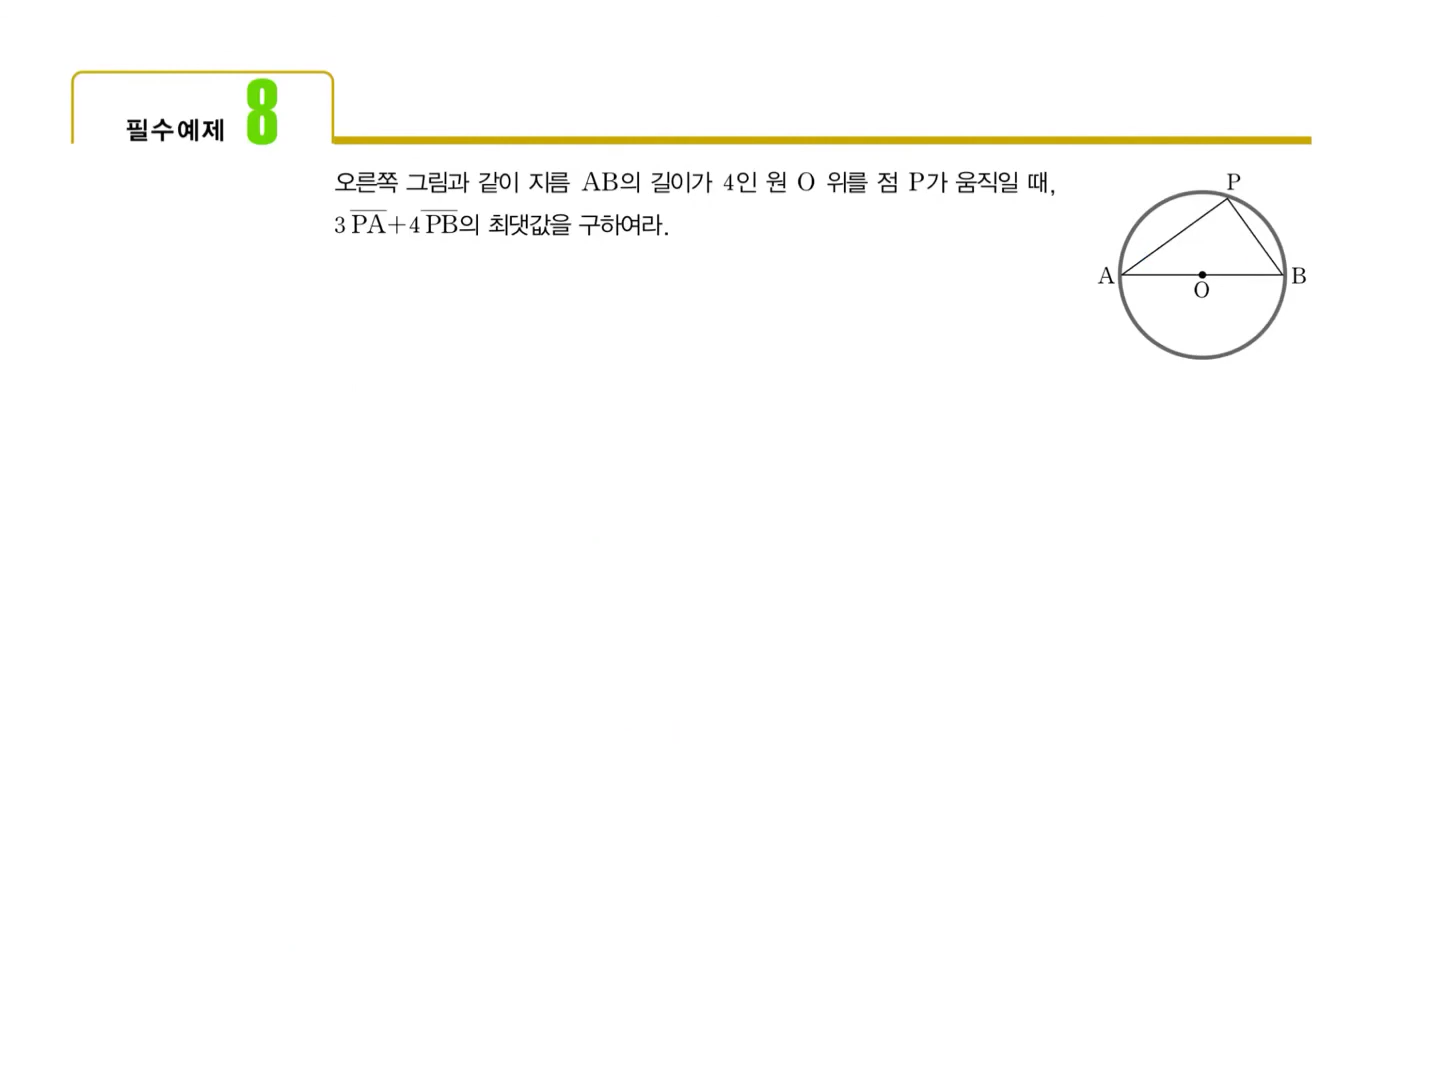 필수예제 8
오른쪽 그림과 같이 지름 AB의 길이가 4인 원 O 위를 점 P가 움직일 때,
3PA+4PB의 최댓값을 구하여라.
P
A
B
O